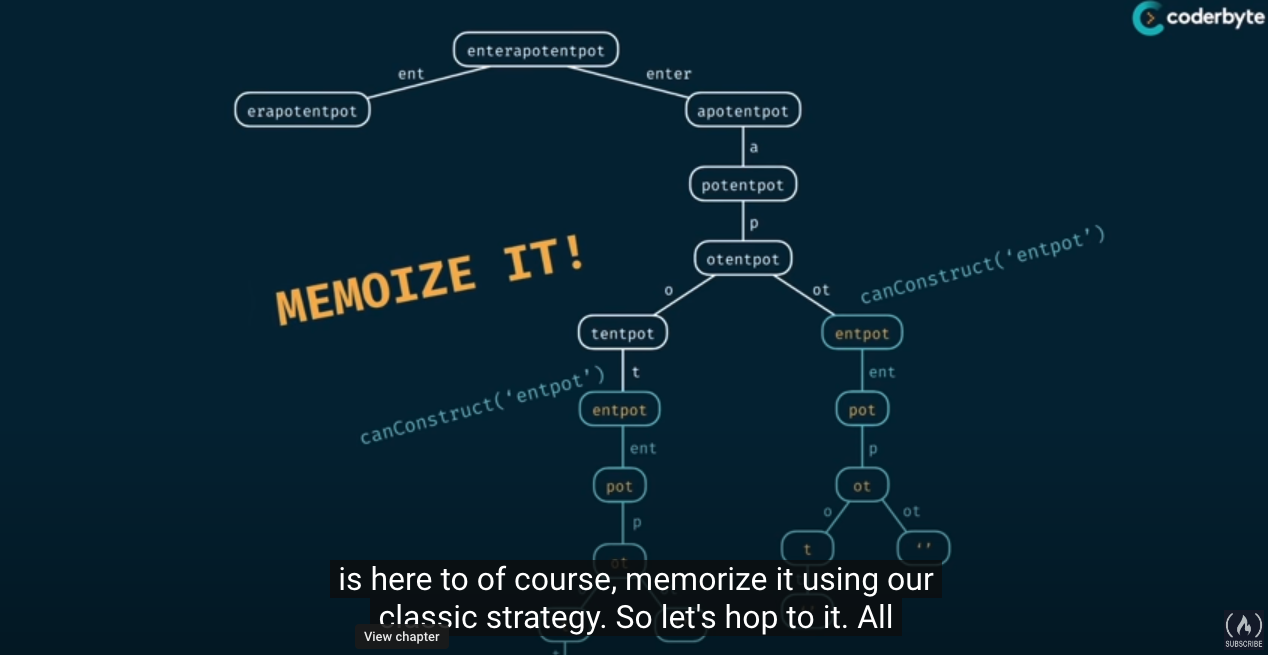 coderbyte
enterapotentpot
ent
enter
erapotentpot
apotentpot
a
potentpot
p
MEMOIZE IT!
otentpot
canConstruct(‘entpot’)
o
ot
tentpot
entpot
t
ent
canConstruct(‘entpot’)
entpot
pot
ent
p
pot
ot
p
o
ot
ot
t
‘’
is here to of course, memorize it using our
classic strategy. So let's hop to it. All
View chapter
SUBSCRIBE
t